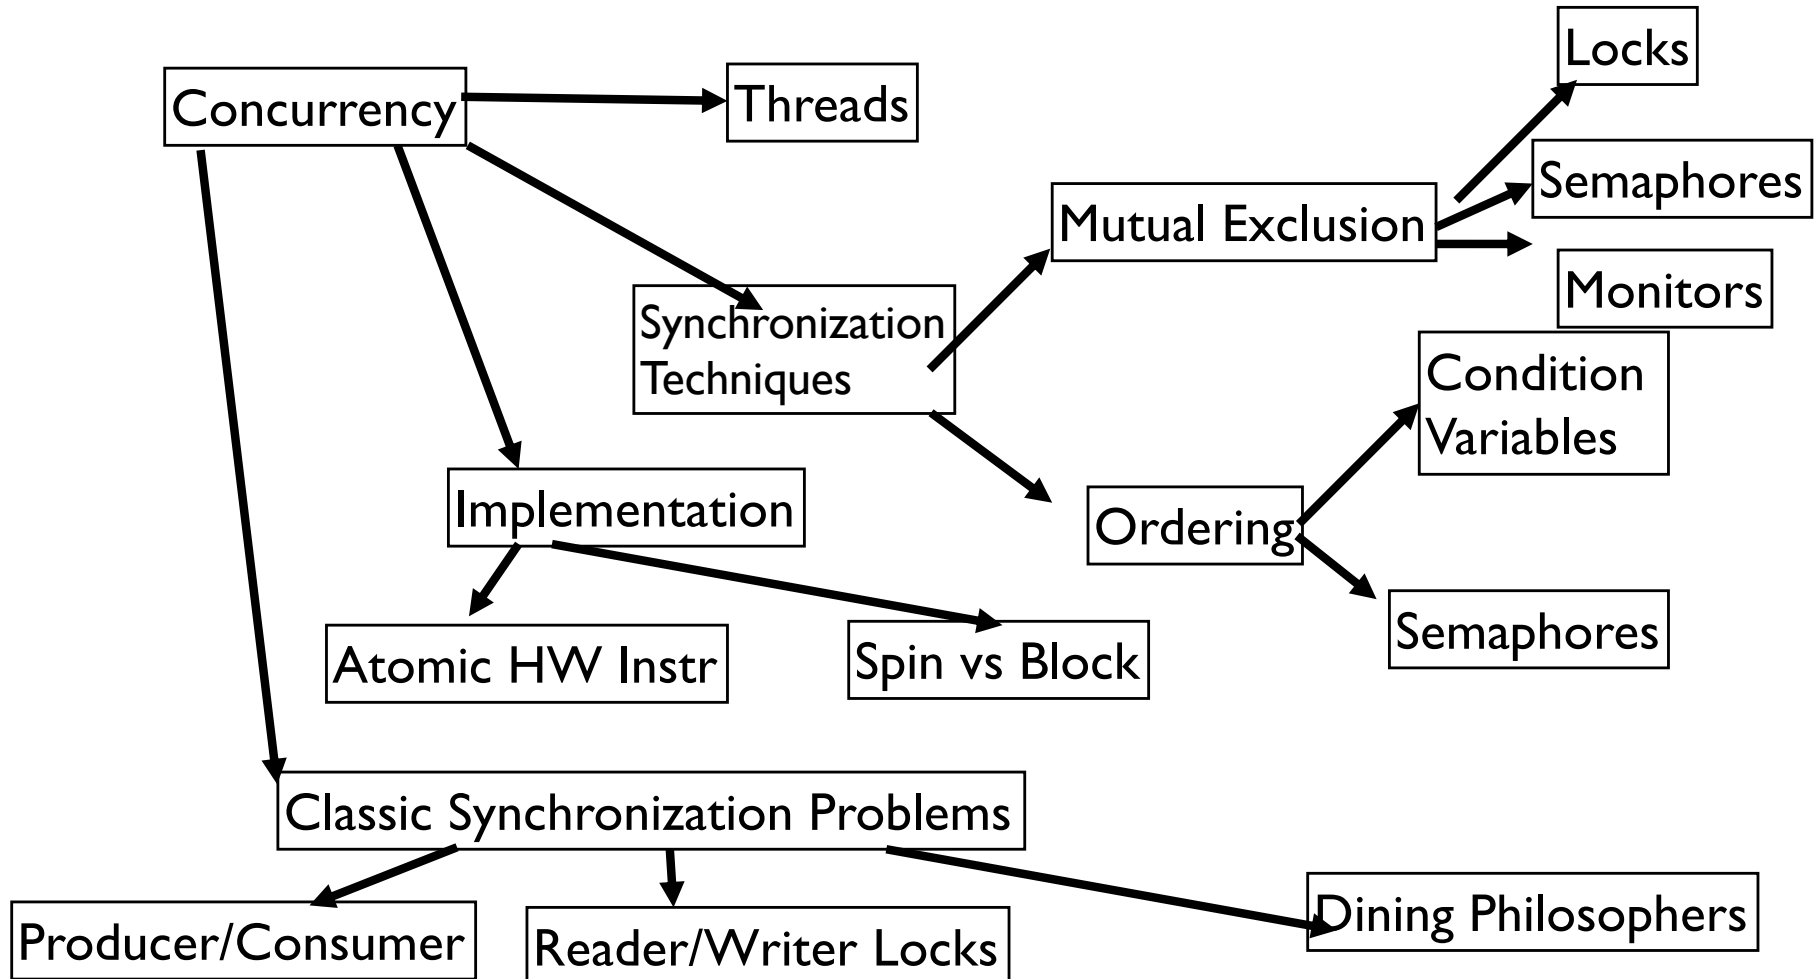 Locks
Concurrency
Threads
Semaphores
Mutual Exclusion
Monitors
Synchronization
Techniques
Condition
Variables
Implementation
Ordering
Semaphores
Atomic HW Instr
Spin vs Block
Classic Synchronization Problems
Producer/Consumer
Reader/Writer Locks
Dining Philosophers